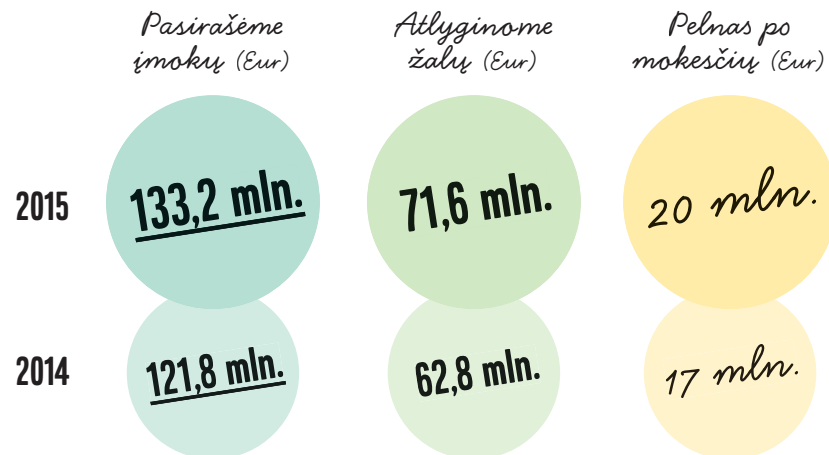 Pasirašėme
įmokų (Eur)
Atlyginome
žalų (Eur)
Pelnas po
mokesčių (Eur)
2015
133,2 mln.
71,6 mln.
20 mln.
2014
121,8 mln.
62,8 mln.
17 mln.